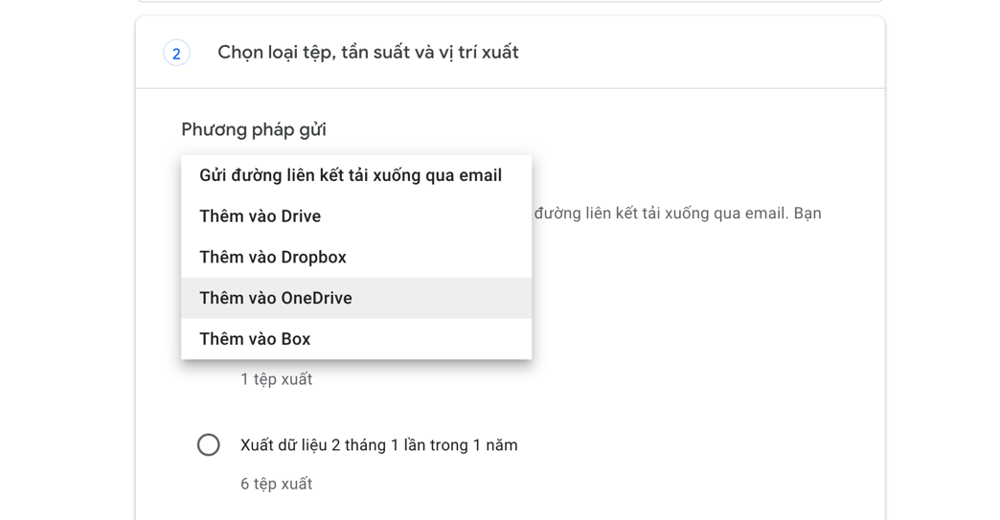 2
Chọn loại tệp, tần suất và vị trí xuất
Phương pháp gửi
Gửi đường liên kết tải xuống qua email
Thêm vào Drive
đường liên kết tải xuống qua email. Bạn
Thêm vào Dropbox
Thêm vào OneDrive
Thêm vào Box
1 tệp xuất
Xuất dữ liệu 2 tháng 1 lần trong 1 năm
6 tệp xuất